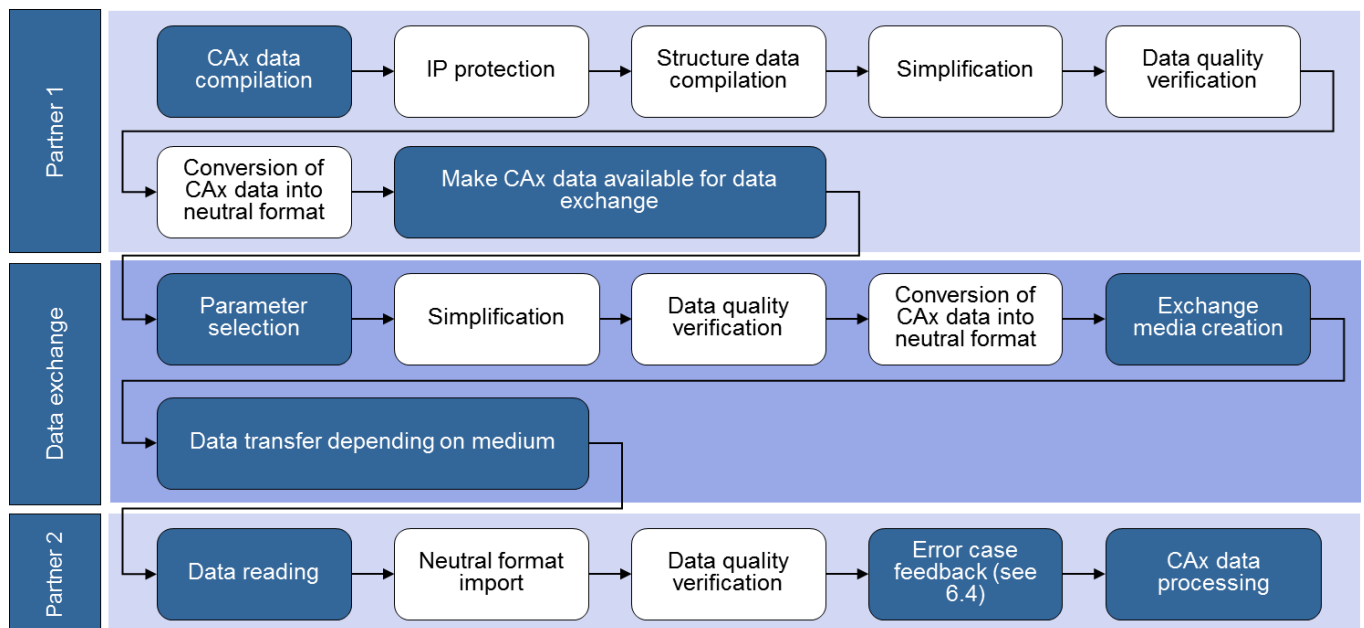 Partner 1
CAx data
compilation
IP protection
Structure data
compilation
Simplification
Data quality
verification
Conversion of
CAx data into
neutral format
Make CAx data available for data
exchange
Data exchange
Parameter
selection
Simplification
Data quality
verification
Conversion of
CAx data into
neutral format
Exchange
media creation
Data transfer depending on medium
Partner 2
Data reading
Neutral format
import
Data quality
verification
Error case
feedback (see
6.4)
CAx data
processing